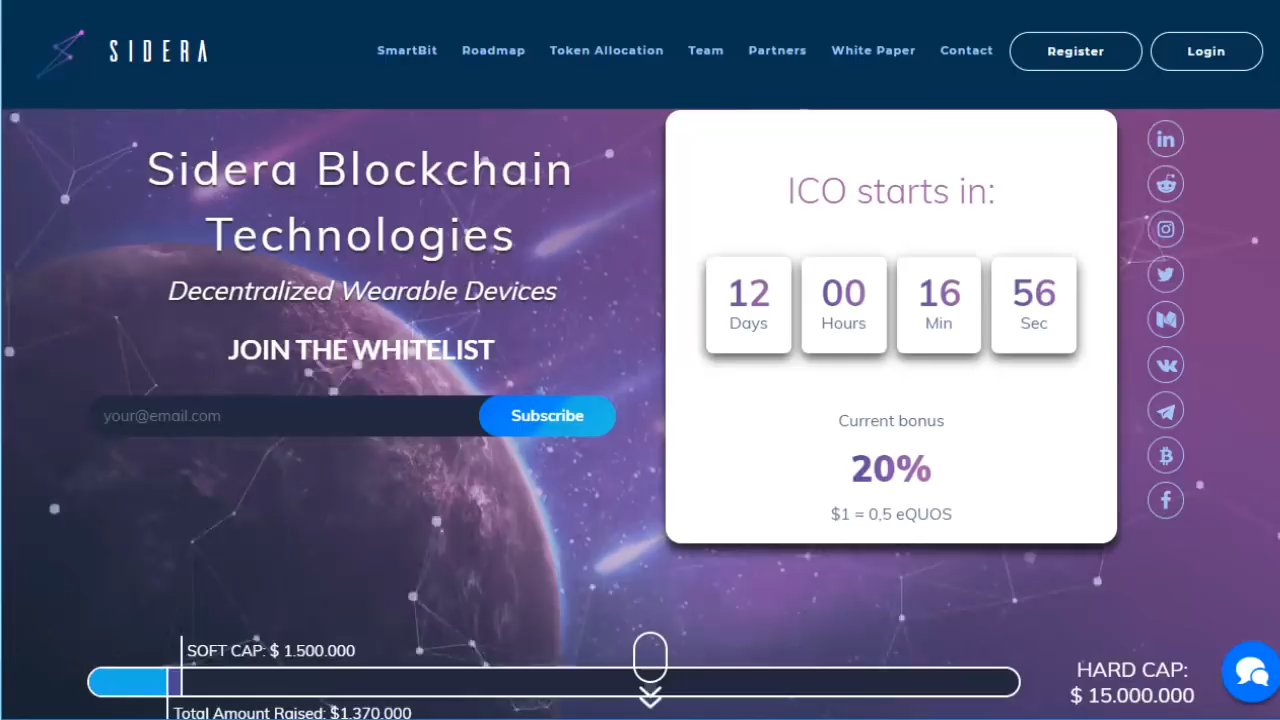 SIDERA
SmartBit Roadmap Token Allocation Team Partners White Paper Contact Register Login
Sidera Blockchain
Technologies
Decentralized Wearable Devices
JOIN THE WHITELIST
your@email.com Subscribe
ICO starts in:
12 00 16 56
Days Hours Min Sec
Current bonus
20%
$1 = 0,5 eQUOS
SOFT CAP: $ 1.500.000
Total Amount Raised: $1.370.000
HARD CAP:
$ 15.000.000